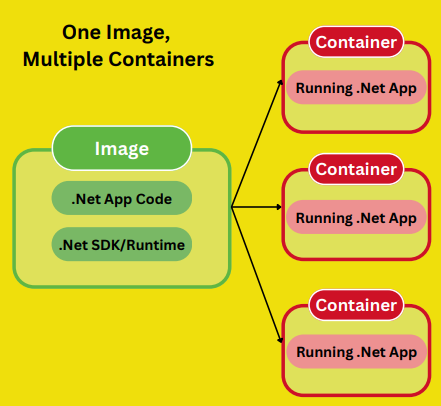 One Image,
Multiple Containers
Image
.Net App Code
.Net SDK/Runtime
Container
Running .Net App
Container
Running .Net App
Container
Running .Net App